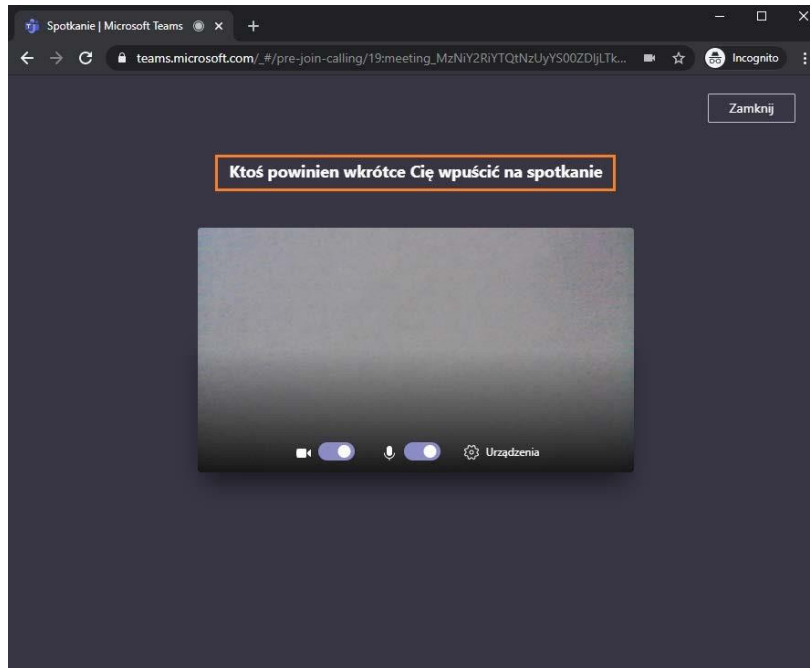 Spotkanie | Microsoft Teams
teams.microsoft.com/_#/pre-join-calling/19:meeting_MzNiY2RiYTQtNzUyYS00ZDljLTk...
Incognito
Zamknij
Ktoś powinien wkrótce Cię wpuścić na spotkanie
Urządzenia